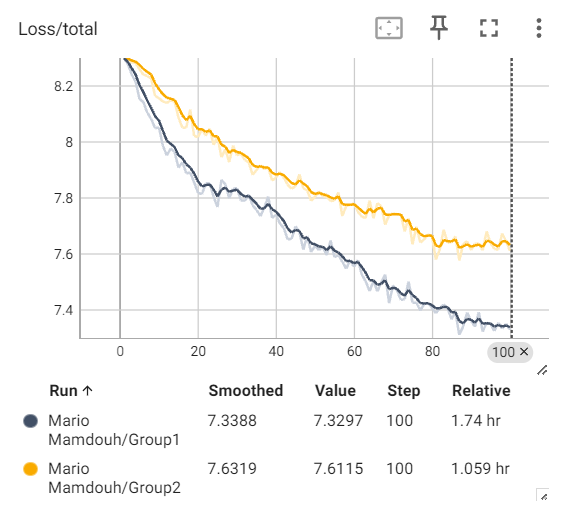 Loss/total
8.2
8
7.8
7.6
7.4
0 20 40 60 80 100 ×
Run ↑ Smoothed Value Step Relative
Mario Mamdouh/Group1 7.3388 7.3297 100 1.74 hr
Mario Mamdouh/Group2 7.6319 7.6115 100 1.059 hr